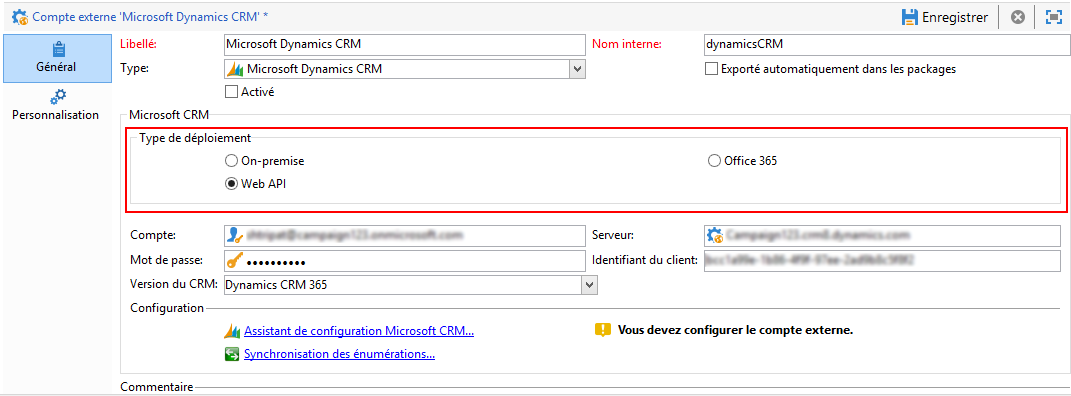 Compte externe 'Microsoft Dynamics CRM' *
Enregistrer
Général
Personnalisation
Libellé: Microsoft Dynamics CRM Nom interne: dynamicsCRM
Type: Microsoft Dynamics CRM Exporté automatiquement dans les packages
Activé
Microsoft CRM
Type de déploiement
On-premise Office 365
Web API
Compte: Serveur:
Mot de passe: •••••••••• Identifiant du client:
Version du CRM: Dynamics CRM 365
Configuration
Assistant de configuration Microsoft CRM... Vous devez configurer le compte externe.
Synchronisation des énumérations...
Commentaire